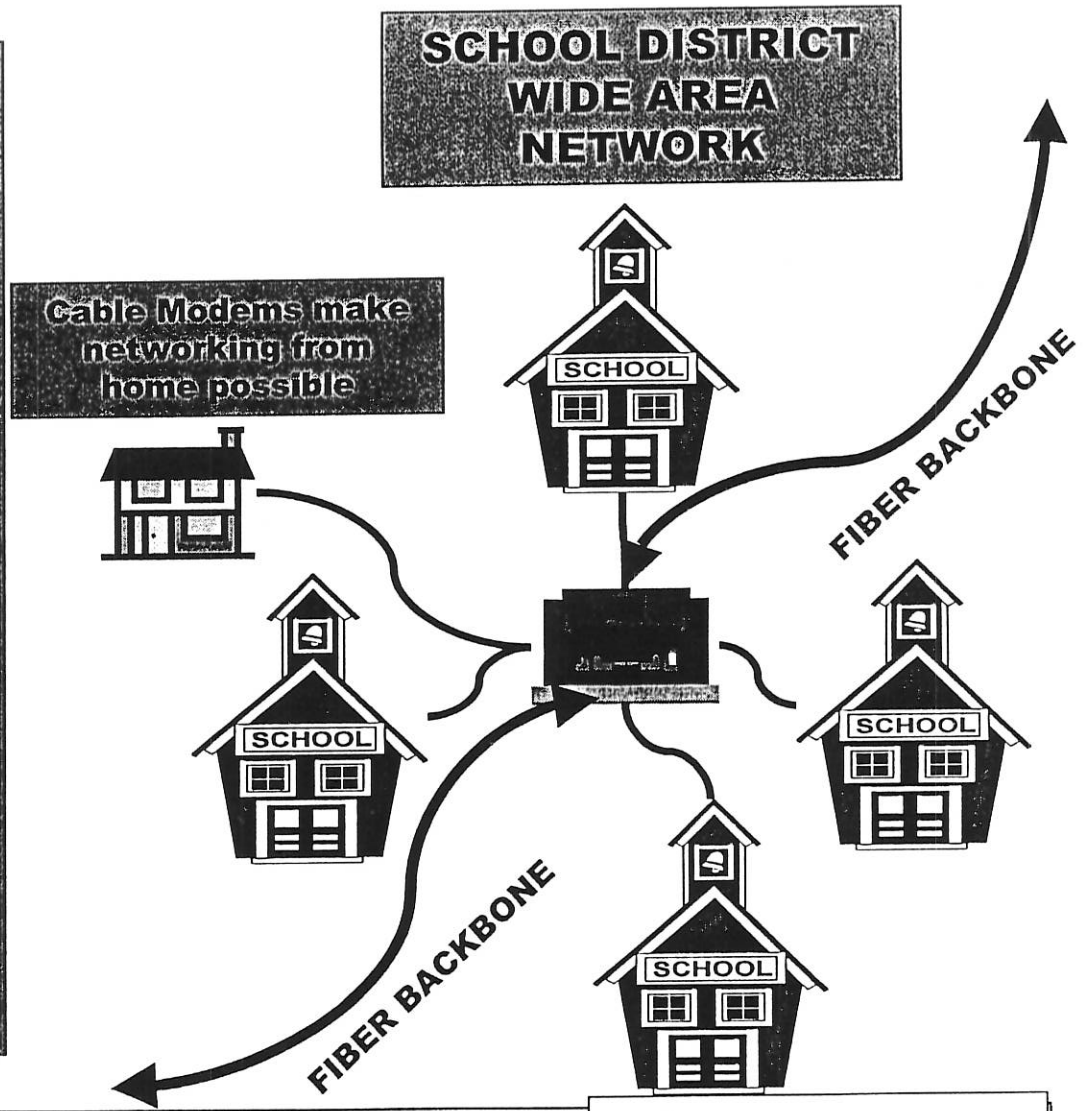 SCHOOL DISTRICT
WIDE AREA
NETWORK
Cable Modems make
networking from
home possible
SCHOOL
FIBER BACKBONE
SCHOOL
SCHOOL
SCHOOL
FIBER BACKBONE